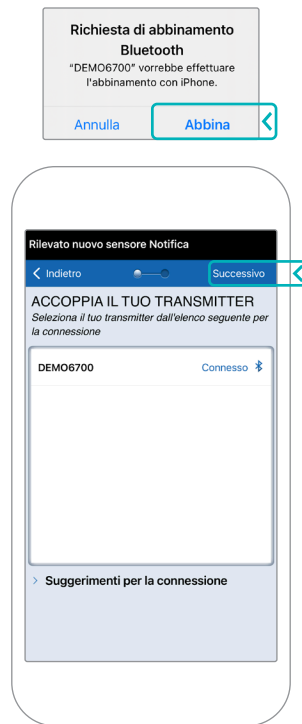 Richiesta di abbinamento
Bluetooth
"DEMO6700" vorrebbe effettuare
l'abbinamento con iPhone.
Annulla
Abbina
Rilevato nuovo sensore Notifica
Indietro
Successivo
ACCOPPIA IL TUO TRANSMITTER
Seleziona il tuo transmitter dall'elenco seguente per
la connessione
DEMO6700
Connesso
Suggerimenti per la connessione